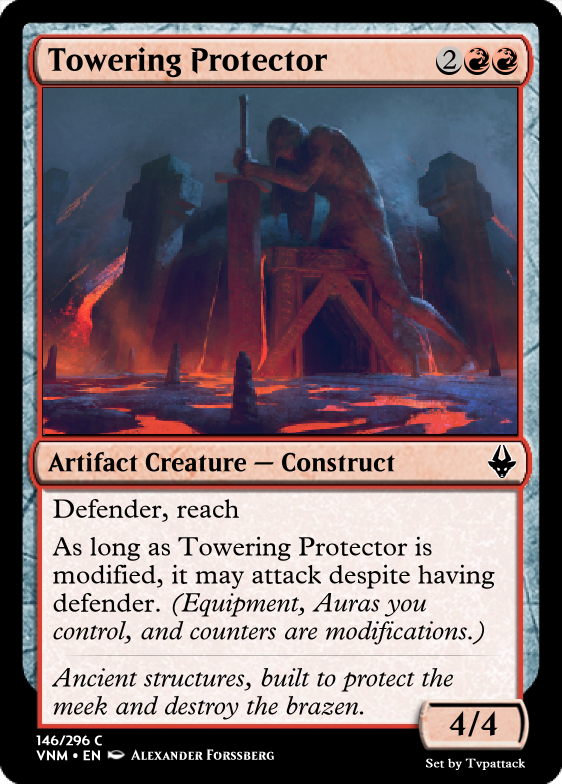 Towering Protector 2
Artifact Creature — Construct
Defender, reach
As long as Towering Protector is
modified, it may attack despite having
defender. (Equipment, Auras you
control, and counters are modifications.)
Ancient structures, built to protect the
meek and destroy the brazen.
4/4
146/296 C
VNM • EN Alexander Forssberg
Set by Tvpattack